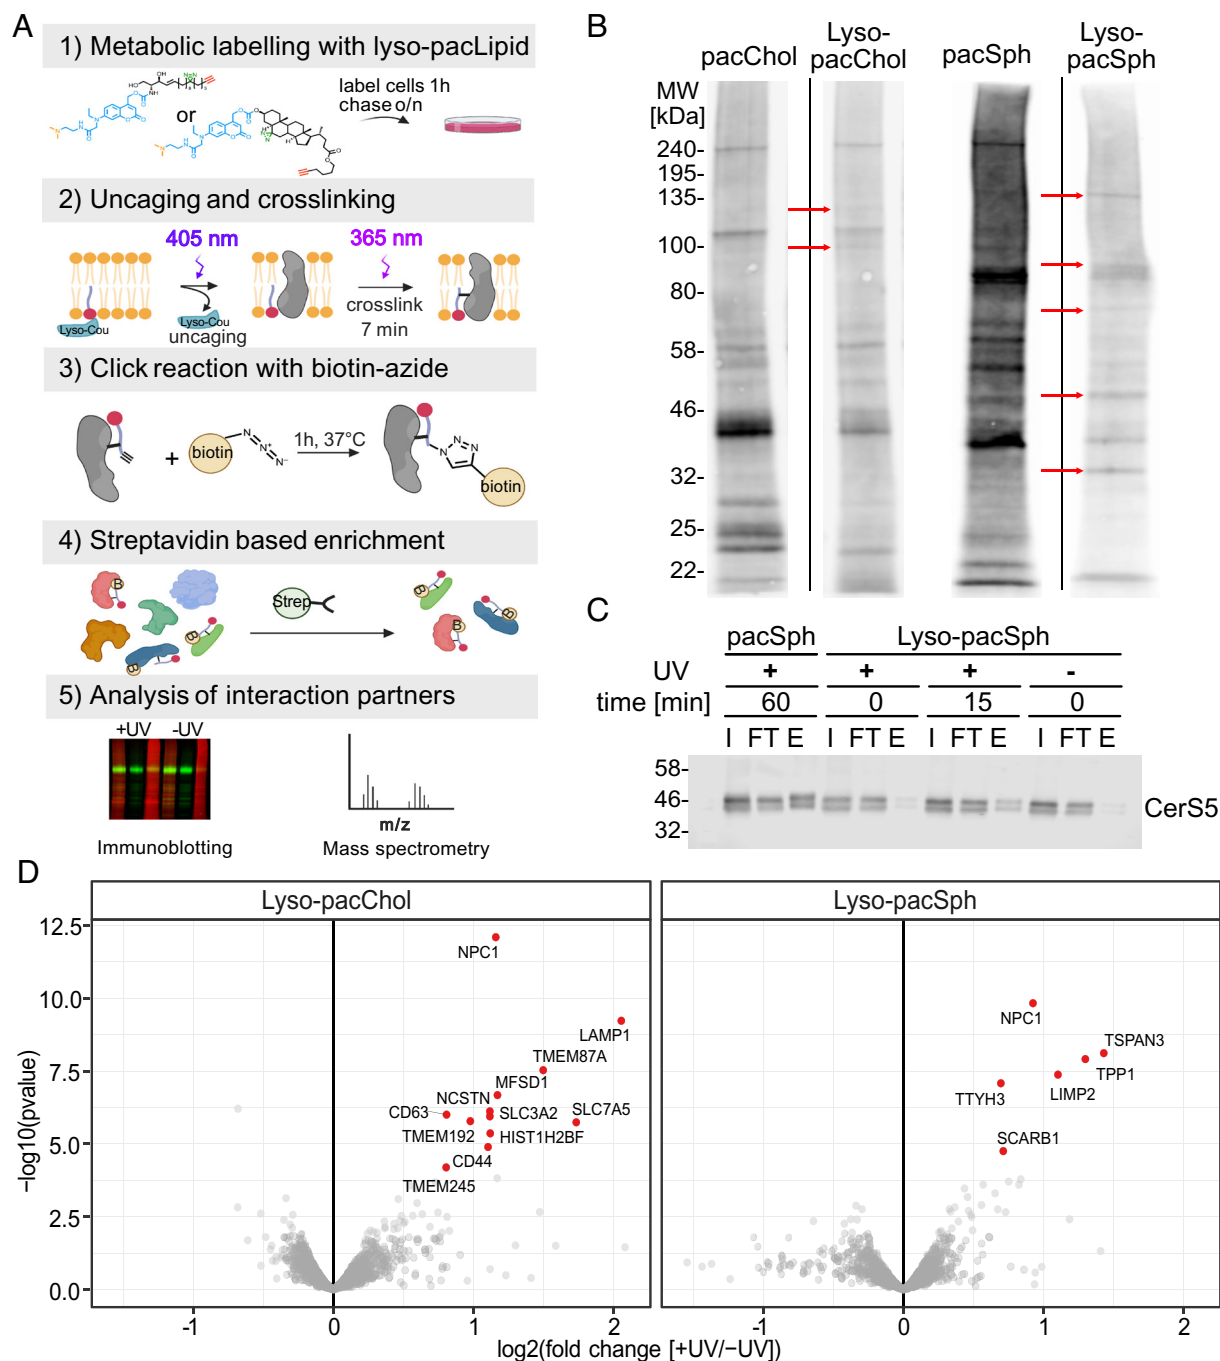 A
1) Metabolic labelling with lyso-pacLipid
or
label cells 1h
chase o/n
2) Uncaging and crosslinking
405 nm
365 nm
Lyso-Cou
Lyso-Cou
uncaging
crosslink
7 min
3) Click reaction with biotin-azide
+
biotin
1h, 37°C
biotin
4) Streptavidin based enrichment
Strep
5) Analysis of interaction partners
+UV -UV
m/z
Immunoblotting
Mass spectrometry
B
pacChol
Lyso-
pacChol
pacSph
Lyso-
pacSph
MW
[kDa]
240-
195-
135-
100-
80-
58-
46-
32-
25-
22-
C
pacSph
Lyso-pacSph
UV + + + -
time [min] 60 0 15 0
I FT E I FT E I FT E I FT E
58-
46-
32-
CerS5
D
Lyso-pacChol
Lyso-pacSph
−log10(pvalue)
12.5
10.0
7.5
5.0
2.5
0.0
NPC1
LAMP1
TMEM87A
MFSD1
NCSTN
CD63
SLC3A2
SLC7A5
TMEM192
HIST1H2BF
CD44
TMEM245
NPC1
TSPAN3
TPP1
LIMP2
TTYH3
SCARB1
-1 0 1 2
-1 0 1 2
log2(fold change [+UV/−UV])